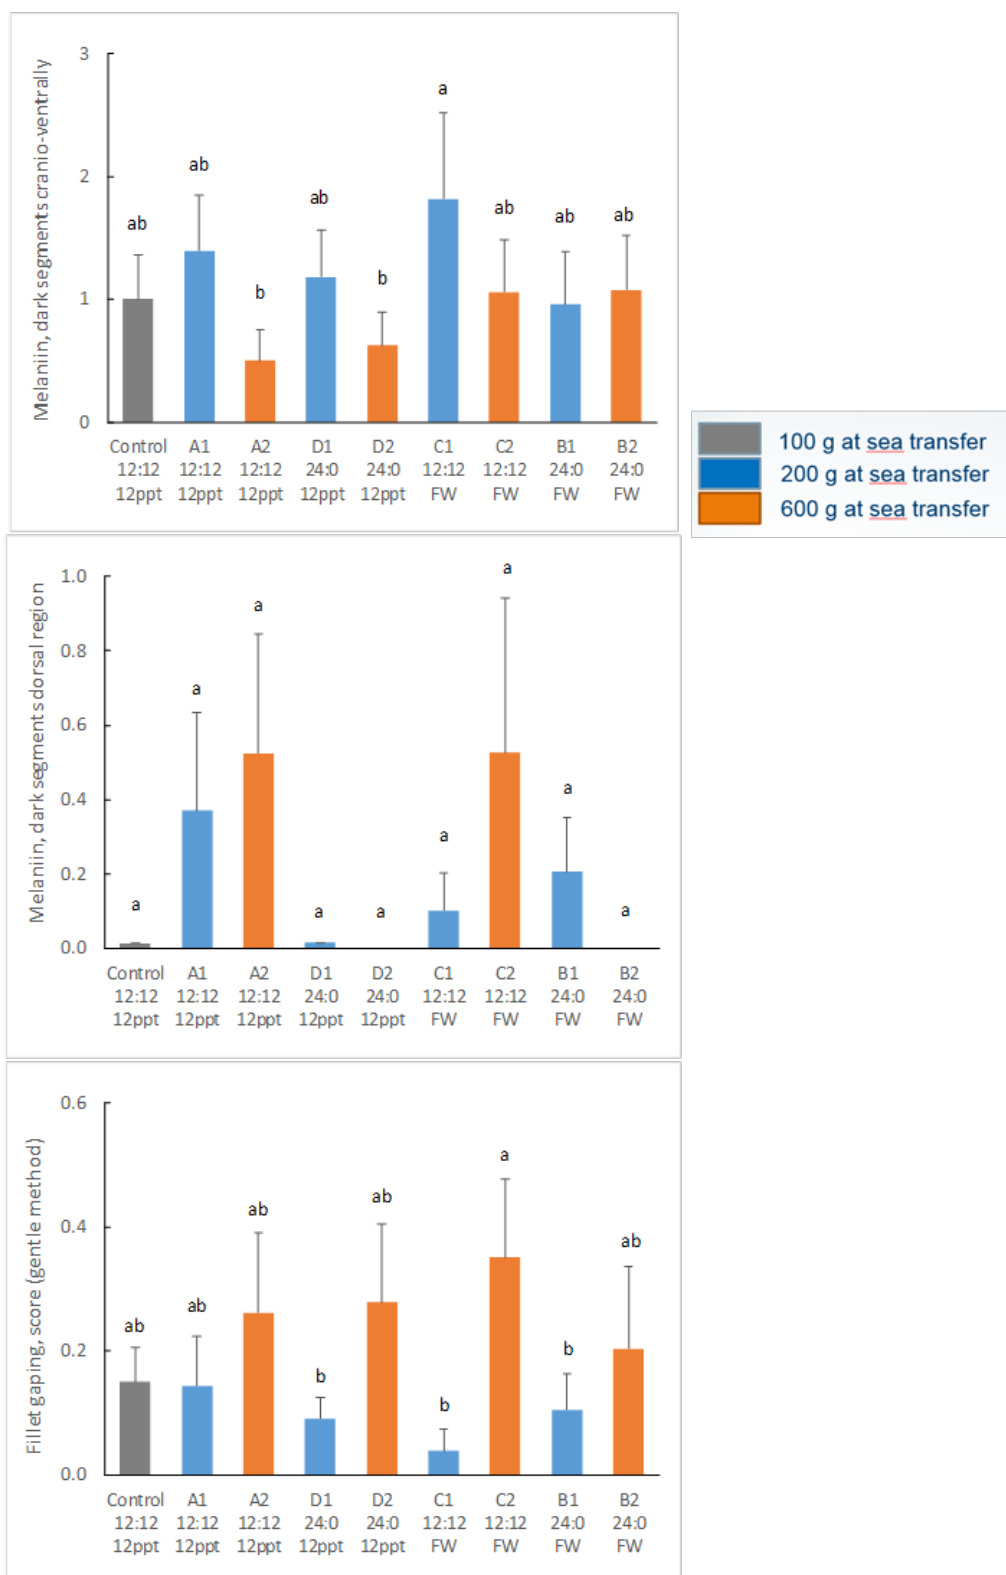 Melaniin, dark segments cranio-ventrally
3
2
1
0
ab
ab
b
ab
b
a
ab
ab
ab
Control A1 A2 D1 D2 C1 C2 B1 B2
12:12 12:12 12:12 24:0 24:0 12:12 12:12 24:0 24:0
12ppt 12ppt 12ppt 12ppt 12ppt FW FW FW FW
100 g at sea transfer
200 g at sea transfer
600 g at sea transfer
Melaniin, dark segments dorsal region
1.0
0.8
0.6
0.4
0.2
0.0
a
a
a
a
a
a
a
a
a
Control A1 A2 D1 D2 C1 C2 B1 B2
12:12 12:12 12:12 24:0 24:0 12:12 12:12 24:0 24:0
12ppt 12ppt 12ppt 12ppt 12ppt FW FW FW FW
Fillet gaping, score (gentle method)
0.6
0.4
0.2
0.0
ab
ab
ab
b
ab
b
a
b
ab
Control A1 A2 D1 D2 C1 C2 B1 B2
12:12 12:12 12:12 24:0 24:0 12:12 12:12 24:0 24:0
12ppt 12ppt 12ppt 12ppt 12ppt FW FW FW FW